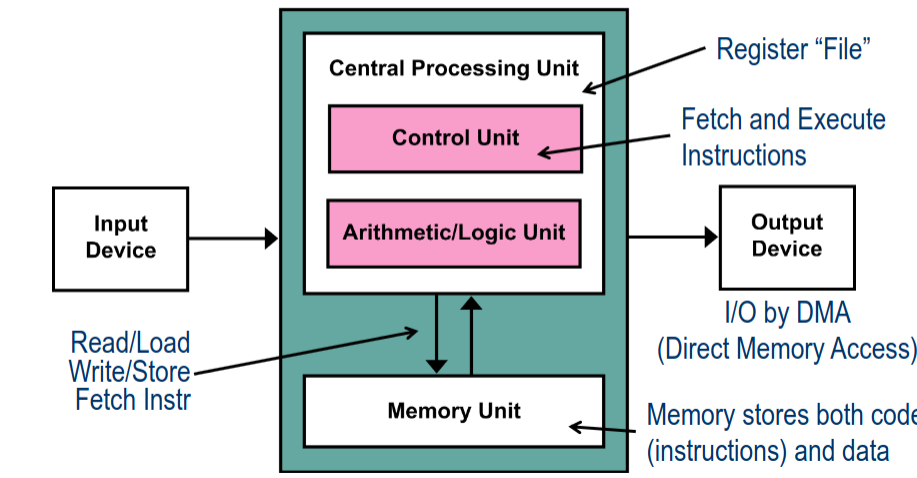 Central Processing Unit
Register “File”
Control Unit
Fetch and Execute
Instructions
Input
Device
Arithmetic/Logic Unit
Output
Device
I/O by DMA
(Direct Memory Access)
Read/Load
Write/Store
Fetch Instr
Memory Unit
Memory stores both code
(instructions) and data